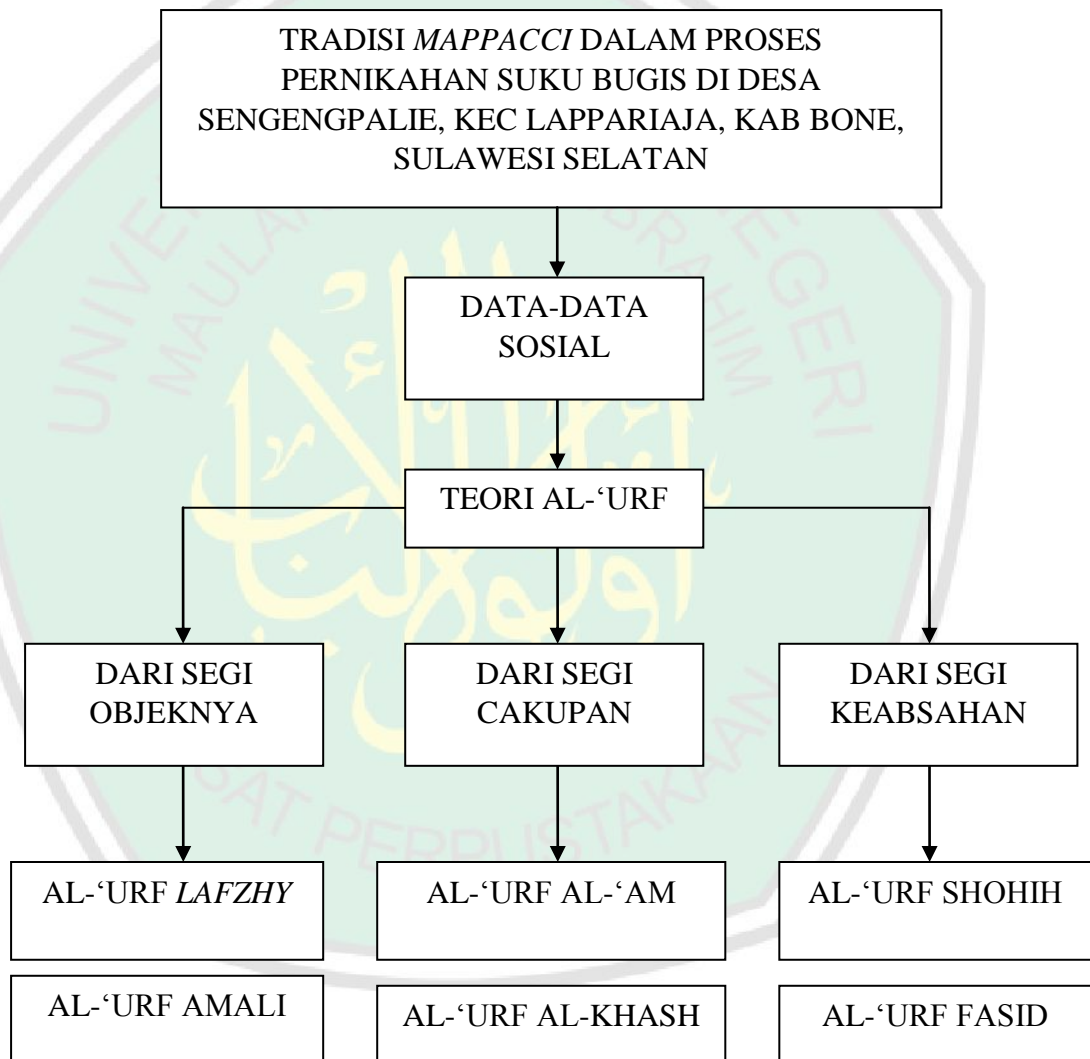 TRADISI MAPPACCI DALAM PROSES
PERNIKAHAN SUKU BUGIS DI DESA
SENGENGPALIE, KEC LAPPARIAJA, KAB BONE,
SULAWESI SELATAN
DATA-DATA
SOSIAL
TEORI AL-‘URF
DARI SEGI
OBJEKNYA
DARI SEGI
CAKUPAN
DARI SEGI
KEABSAHAN
AL-‘URF LAFZHY
AL-‘URF AL-‘AM
AL-‘URF SHOHIH
AL-‘URF AMALI
AL-‘URF AL-KHASH
AL-‘URF FASID